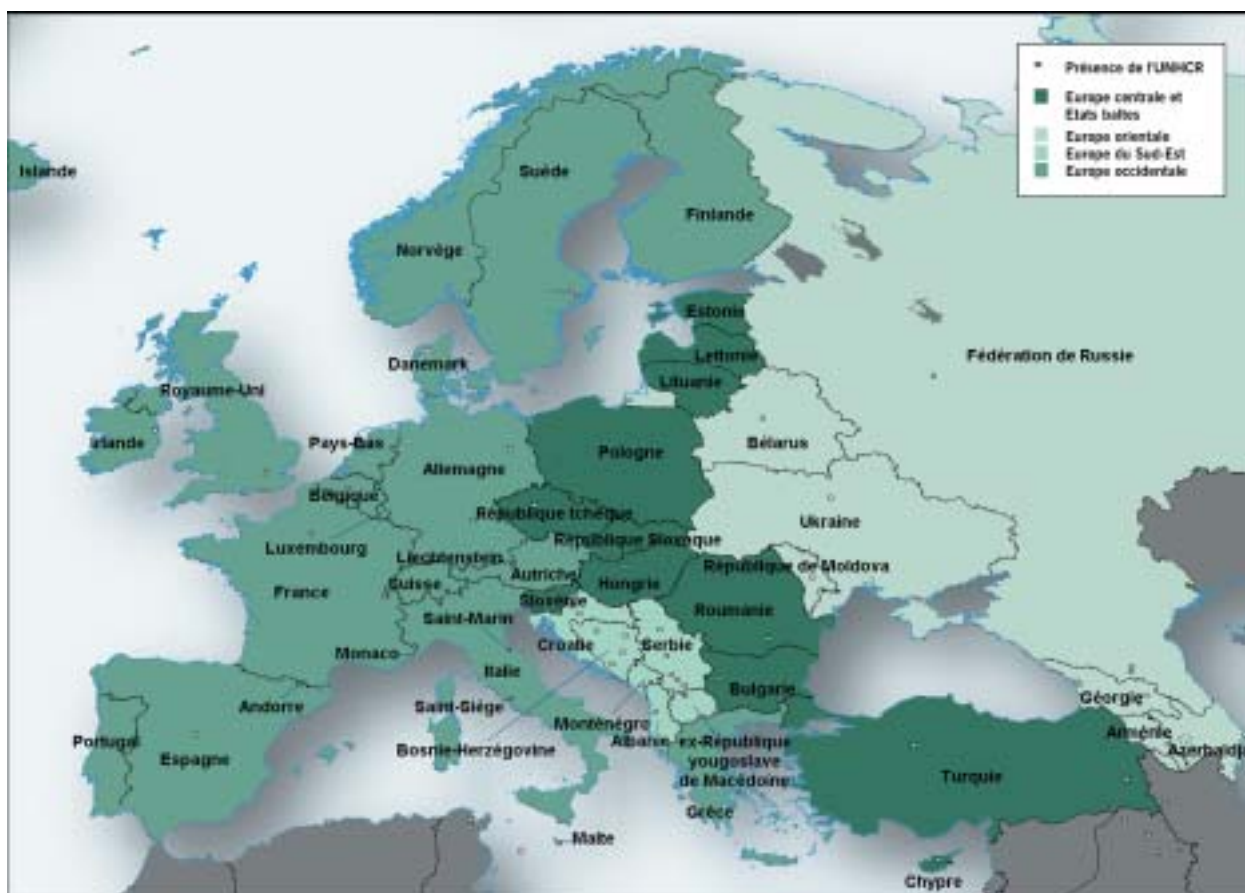 Présence de l'UNHCR
Europe centrale et
Etats baltes
Europe orientale
Europe du Sud-Est
Europe occidentale
Islande
Suède
Finlande
Norvège
Estonie
Lettonie
Fédération de Russie
Danemark
Lituanie
Royaume-Uni
Irlande
Pays-Bas
Bélarus
Pologne
Allemagne
Belgique
République tchèque
Ukraine
République Slovaque
Luxembourg
Liechtenstein
République de Moldova
Autriche
Suisse
Hungrie
France
Slovénie
Roumanie
Saint-Marin
Croatie
Serbie
Monaco
Italie
Bulgarie
Géorgie
Andorre
Saint-Siége
Monténégre
Arménie
Portugal
Bosnie-Herzégovine
Albanie
ex-République
yougoslave
de Macédoine
Azerbaïdja
Espagne
Turquie
Grèce
Malte
Chypre